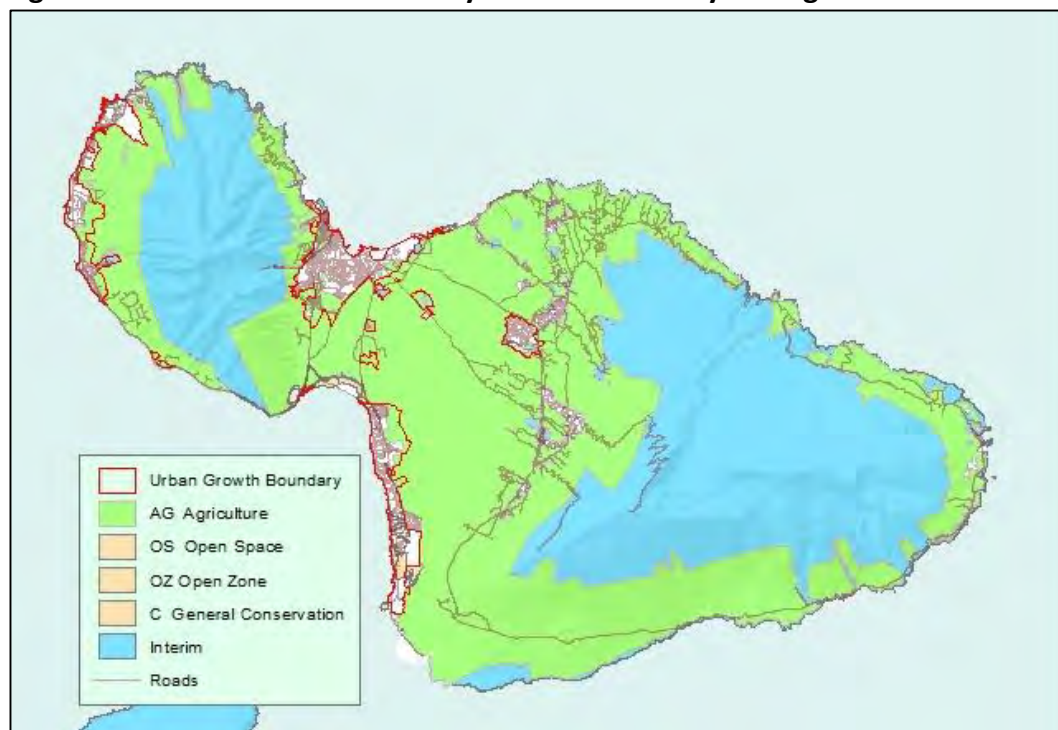 Urban Growth Boundary
AG Agriculture
OS Open Space
OZ Open Zone
C General Conservation
Interim
Roads